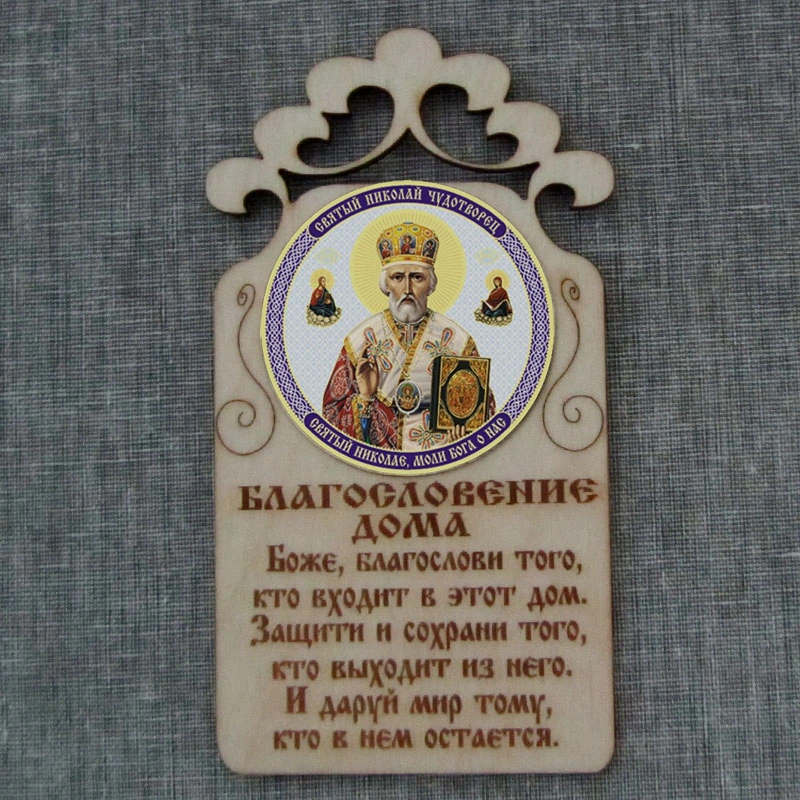 СВЯТЫЙ НИКОЛАЙ ЧУДОТВОРЕЦ
СВЯТЫЙ НИКОЛАЕ, МОЛИ БОГА О НАС
БЛАГОСЛОВЕНИЕ
ДОМА
Боже, благослови того,
кто входит в этот дом.
Защити и сохрани того,
кто выходит из него.
И даруй мир тому,
кто в нем остается.